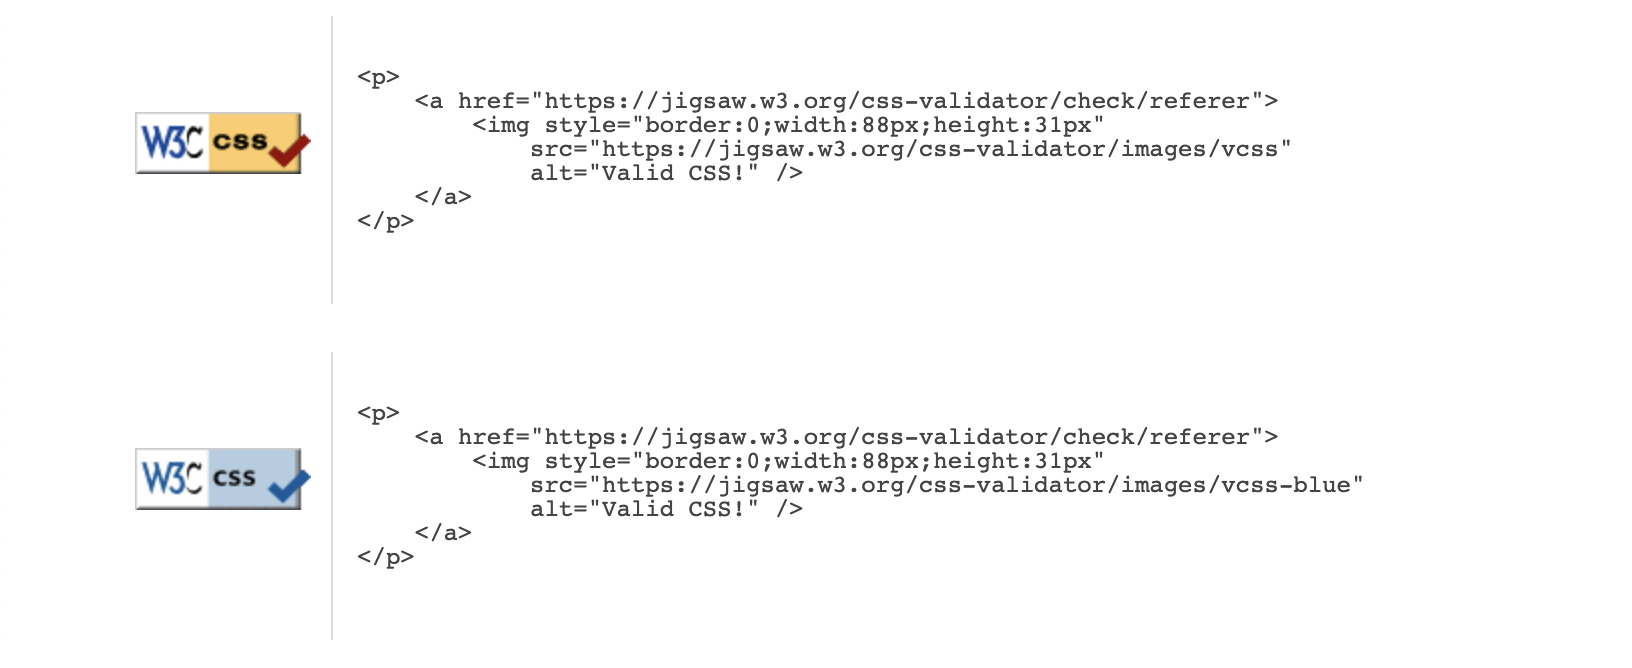 W3C css
<p>
    <a href="https://jigsaw.w3.org/css-validator/check/referer">
        <img style="border:0;width:88px;height:31px"
            src="https://jigsaw.w3.org/css-validator/images/vcss"
            alt="Valid CSS!" />
    </a>
</p>
W3C css
<p>
    <a href="https://jigsaw.w3.org/css-validator/check/referer">
        <img style="border:0;width:88px;height:31px"
            src="https://jigsaw.w3.org/css-validator/images/vcss-blue"
            alt="Valid CSS!" />
    </a>
</p>